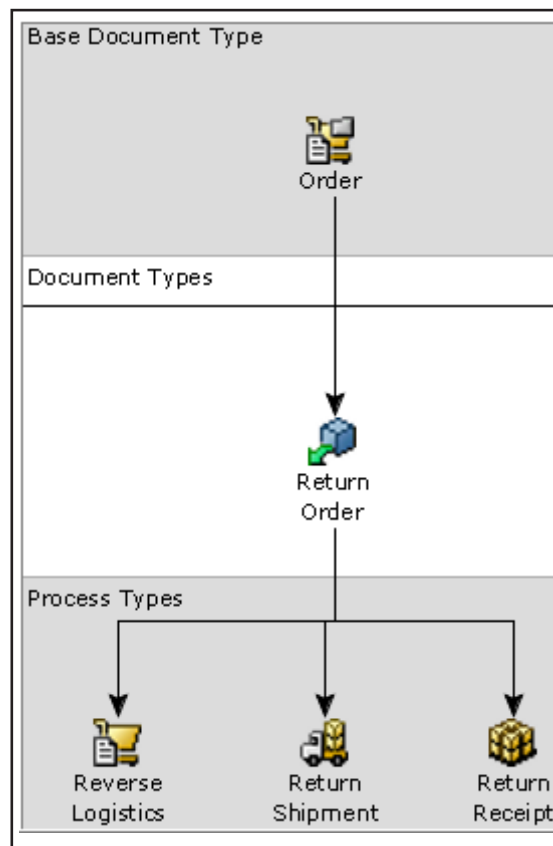 Base Document Type
Order
Document Types
Return
Order
Process Types
Reverse
Logistics
Return
Shipment
Return
Receipt